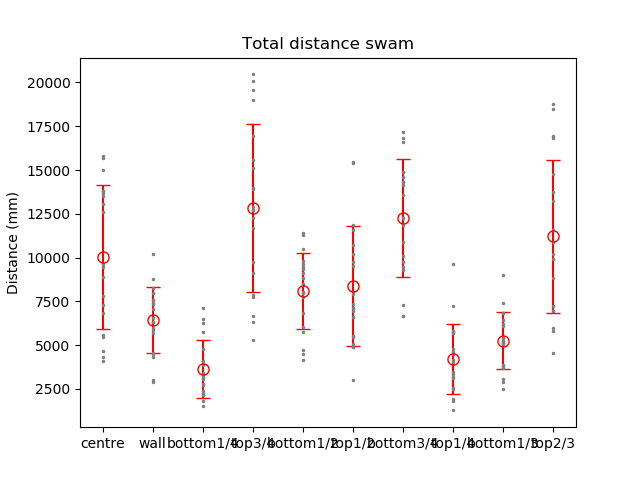 Total distance swam
20000
17500
15000
12500
10000
7500
5000
2500
Distance (mm)
centre wall bottom1/4 top3/4 bottom1/2 top1/2 bottom3/4 top1/4 bottom1/3 top2/3